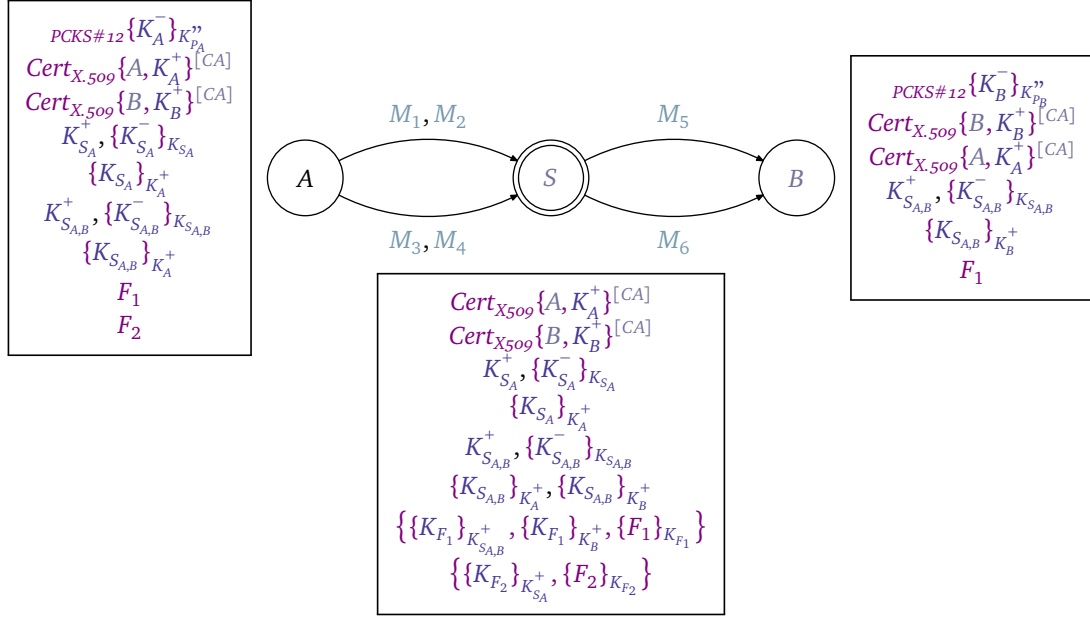 PCKS#12{K_A^-}_{K''_{P_A}}
Cert_{X.509}{A, K_A^+}^{[CA]}
Cert_{X.509}{B, K_B^+}^{[CA]}
K_{S_A}^+, {K_{S_A}^-}_{K_{S_A}}
{K_{S_A}}_{K_A^+}
K_{S_{A,B}}^+, {K_{S_{A,B}}^-}_{K_{S_{A,B}}}
{K_{S_{A,B}}}_{K_A^+}
F_1
F_2
A
M_1, M_2
M_3, M_4
S
M_5
M_6
B
PCKS#12{K_B^-}_{K''_{P_B}}
Cert_{X.509}{B, K_B^+}^{[CA]}
Cert_{X.509}{A, K_A^+}^{[CA]}
K_{S_{A,B}}^+, {K_{S_{A,B}}^-}_{K_{S_{A,B}}}
{K_{S_{A,B}}}_{K_B^+}
F_1
Cert_{X509}{A, K_A^+}^{[CA]}
Cert_{X509}{B, K_B^+}^{[CA]}
K_{S_A}^+, {K_{S_A}^-}_{K_{S_A}}
{K_{S_A}}_{K_A^+}
K_{S_{A,B}}^+, {K_{S_{A,B}}^-}_{K_{S_{A,B}}}
{K_{S_{A,B}}}_{K_A^+}, {K_{S_{A,B}}}_{K_B^+}
{{K_{F_1}}_{K_{S_{A,B}}^+}, {K_{F_1}}_{K_B^+}, {F_1}_{K_{F_1}}}
{{K_{F_2}}_{K_{S_A}^+}, {F_2}_{K_{F_2}}}